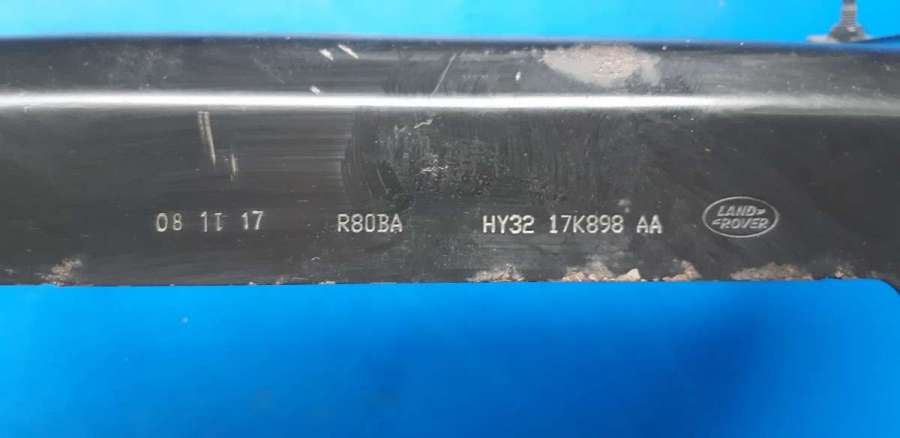 08 11 17 R80BA HY32 17K898 AA
LAND
ROVER